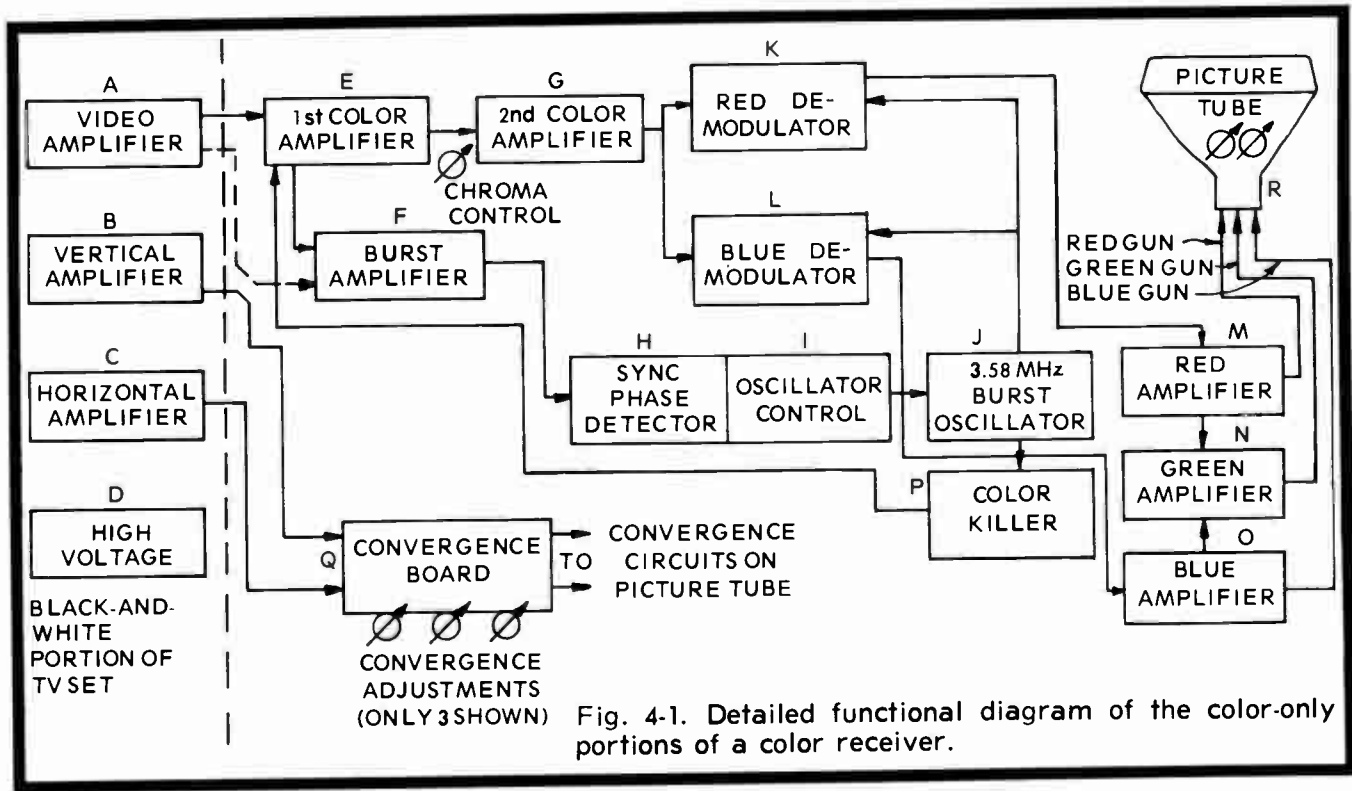 A
VIDEO
AMPLIFIER
B
VERTICAL
AMPLIFIER
C
HORIZONTAL
AMPLIFIER
D
HIGH
VOLTAGE
BLACK-AND-
WHITE
PORTION OF
TV SET
E
1st COLOR
AMPLIFIER
G
2nd COLOR
AMPLIFIER
CHROMA
CONTROL
F
BURST
AMPLIFIER
K
RED DE-
MODULATOR
L
BLUE DE-
MODULATOR
H
SYNC
PHASE
DETECTOR
I
OSCILLATOR
CONTROL
J
3.58 MHz
BURST
OSCILLATOR
P
COLOR
KILLER
Q
CONVERGENCE
BOARD
TO
CONVERGENCE
CIRCUITS ON
PICTURE TUBE
CONVERGENCE
ADJUSTMENTS
(ONLY 3 SHOWN)
PICTURE
TUBE
R
RED GUN
GREEN GUN
BLUE GUN
M
RED
AMPLIFIER
N
GREEN
AMPLIFIER
O
BLUE
AMPLIFIER
Fig. 4-1. Detailed functional diagram of the color-only
portions of a color receiver.